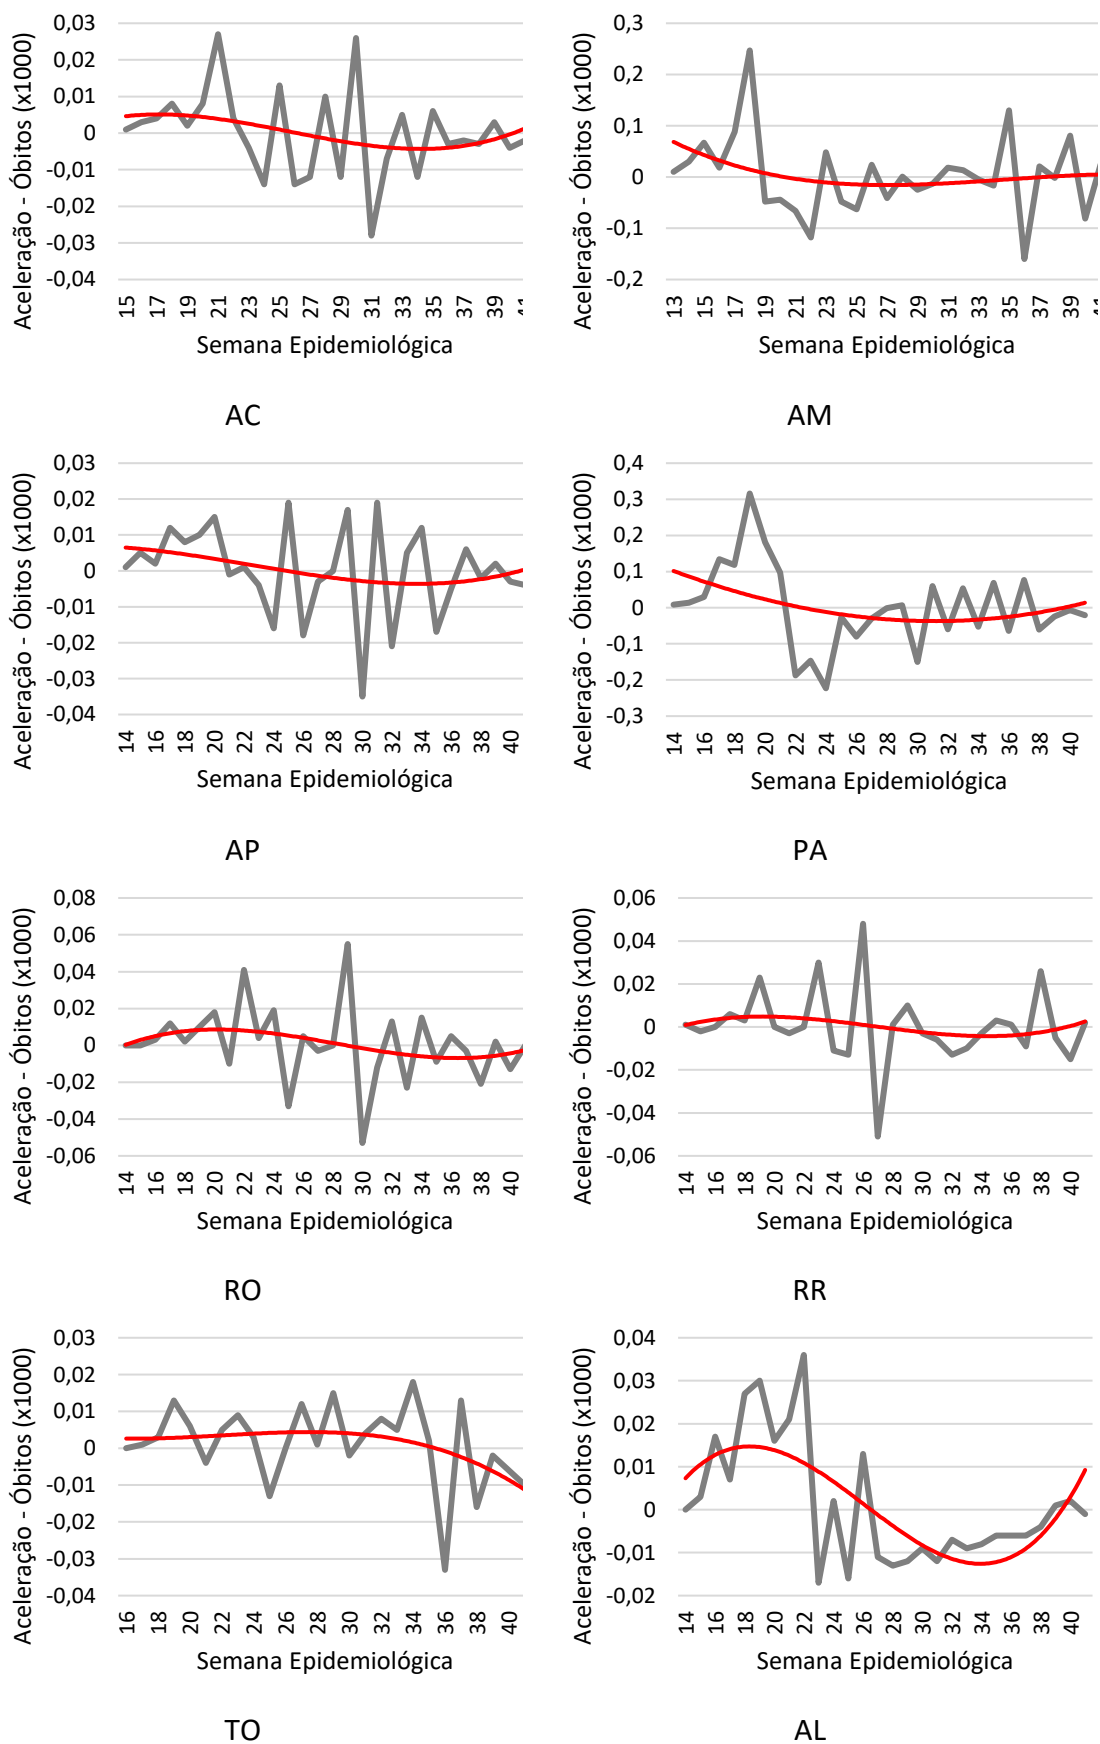 Aceleração - Óbitos (x1000)
0,03
0,02
0,01
0
-0,01
-0,02
-0,03
-0,04
15 17 19 21 23 25 27 29 31 33 35 37 39 41
Semana Epidemiológica
AC
Aceleração - Óbitos (x1000)
0,3
0,2
0,1
0
-0,1
-0,2
13 15 17 19 21 23 25 27 29 31 33 35 37 39 41
Semana Epidemiológica
AM
Aceleração - Óbitos (x1000)
0,03
0,02
0,01
0
-0,01
-0,02
-0,03
-0,04
14 16 18 20 22 24 26 28 30 32 34 36 38 40
Semana Epidemiológica
AP
Aceleração - Óbitos (x1000)
0,4
0,3
0,2
0,1
0
-0,1
-0,2
-0,3
14 16 18 20 22 24 26 28 30 32 34 36 38 40
Semana Epidemiológica
PA
Aceleração - Óbitos (x1000)
0,08
0,06
0,04
0,02
0
-0,02
-0,04
-0,06
14 16 18 20 22 24 26 28 30 32 34 36 38 40
Semana Epidemiológica
RO
Aceleração - Óbitos (x1000)
0,06
0,04
0,02
0
-0,02
-0,04
-0,06
14 16 18 20 22 24 26 28 30 32 34 36 38 40
Semana Epidemiológica
RR
Aceleração - Óbitos (x1000)
0,03
0,02
0,01
0
-0,01
-0,02
-0,03
-0,04
16 18 20 22 24 26 28 30 32 34 36 38 40
Semana Epidemiológica
TO
Aceleração - Óbitos (x1000)
0,04
0,03
0,02
0,01
0
-0,01
-0,02
14 16 18 20 22 24 26 28 30 32 34 36 38 40
Semana Epidemiológica
AL